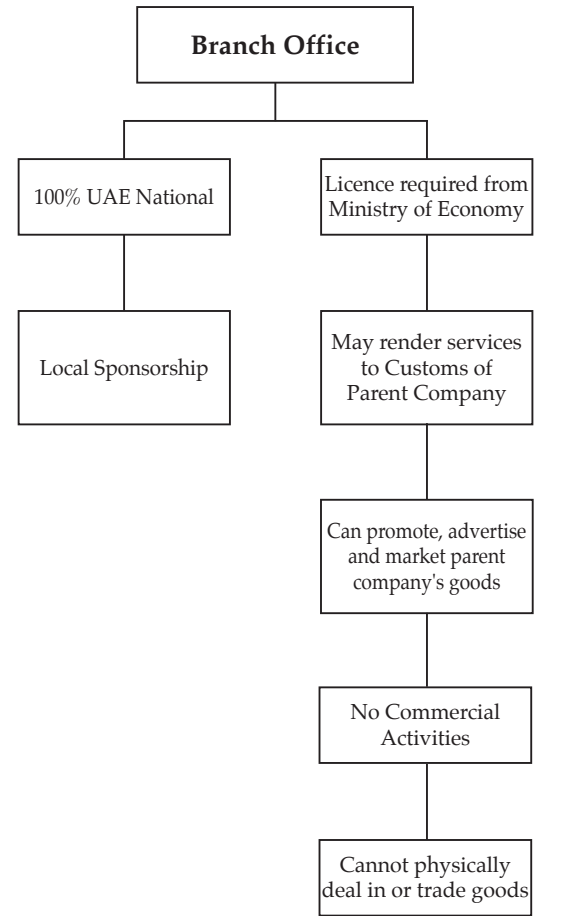 Branch Office
100% UAE National
Local Sponsorship
Licence required from
Ministry of Economy
May render services
to Customs of
Parent Company
Can promote, advertise
and market parent
company's goods
No Commercial
Activities
Cannot physically
deal in or trade goods